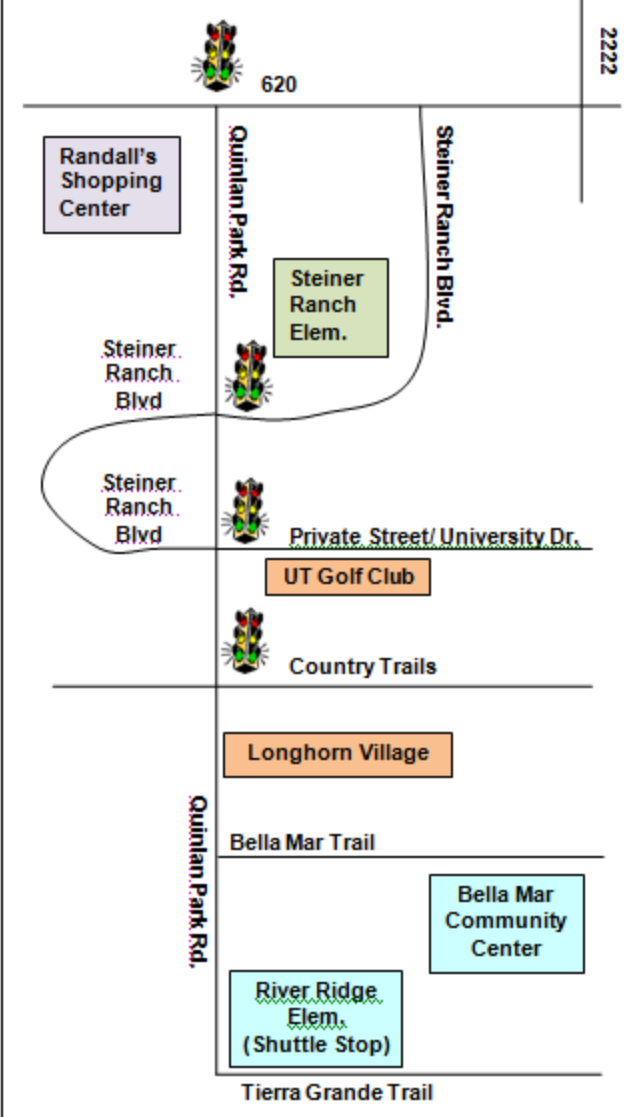 2222
620
Randall's
Shopping
Center
Quinlan Park Rd.
Steiner Ranch Blvd.
Steiner
Ranch
Elem.
Steiner
Ranch
Blvd
Steiner
Ranch
Blvd
Private Street/ University Dr.
UT Golf Club
Country Trails
Longhorn Village
Quinlan Park Rd.
Bella Mar Trail
Bella Mar
Community
Center
River Ridge
Elem.
(Shuttle Stop)
Tierra Grande Trail